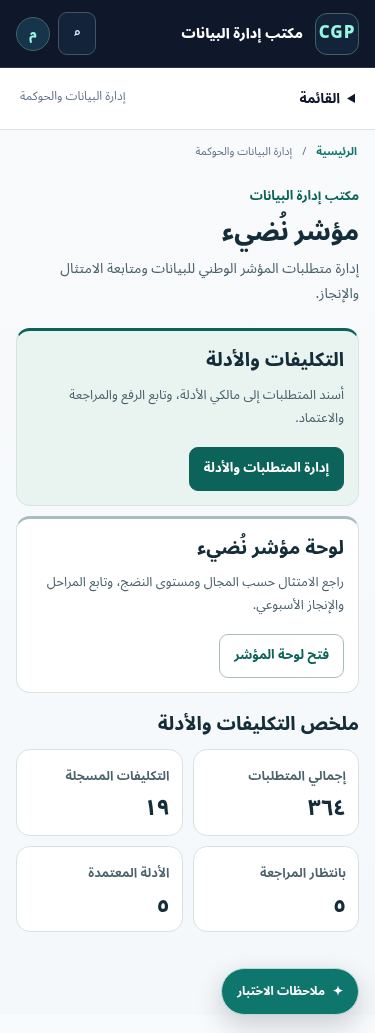 CGP
مكتب إدارة البيانات
م
◄ القائمة
إدارة البيانات والحوكمة
الرئيسية / إدارة البيانات والحوكمة
مكتب إدارة البيانات
مؤشر نُضيء
إدارة متطلبات المؤشر الوطني للبيانات ومتابعة الامتثال
والإنجاز.
التكليفات والأدلة
أسند المتطلبات إلى مالكي الأدلة، وتابع الرفع والمراجعة
والاعتماد.
إدارة المتطلبات والأدلة
لوحة مؤشر نُضيء
راجع الامتثال حسب المجال ومستوى النضج، وتابع المراحل
والإنجاز الأسبوعي.
فتح لوحة المؤشر
ملخص التكليفات والأدلة
إجمالي المتطلبات
٣٦٤
التكليفات المسجلة
١٩
بانتظار المراجعة
٥
الأدلة المعتمدة
٥
✦ ملاحظات الاختبار